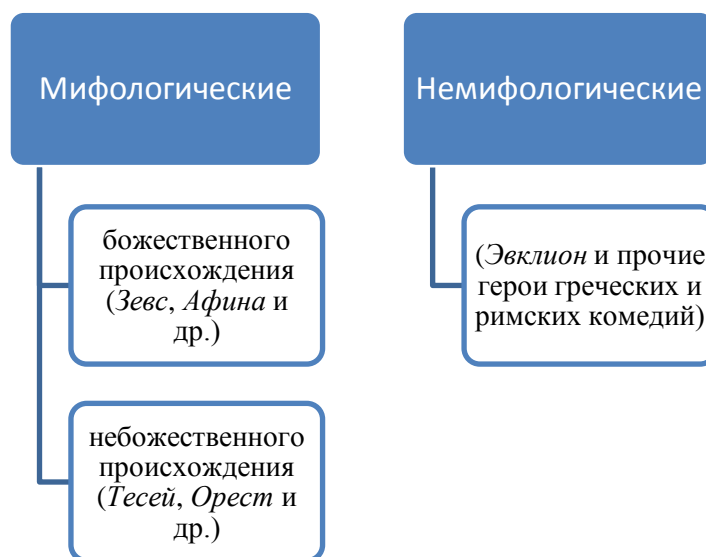 Мифологические
божественного
происхождения
(Зевс, Афина и
др.)
небожественного
происхождения
(Тесей, Орест и
др.)
Немифологические
(Эвклион и прочие
герои греческих и
римских комедий)